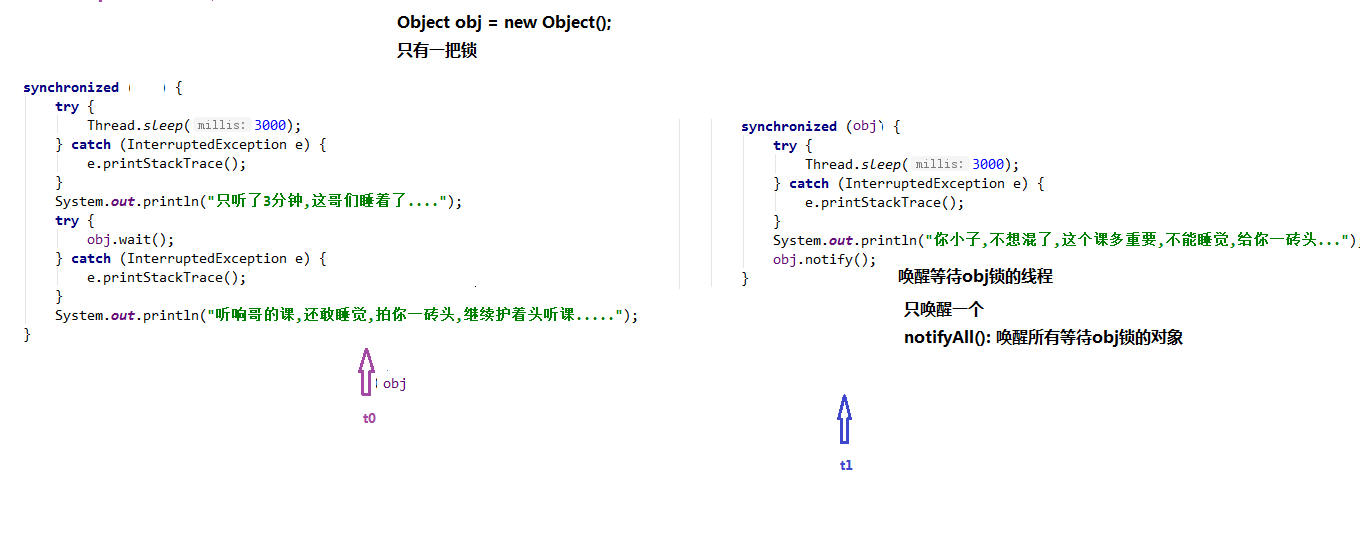 Object obj = new Object();
只有一把锁
synchronized (    ) {
try {
Thread.sleep( millis: 3000);
} catch (InterruptedException e) {
e.printStackTrace();
}
System.out.println("只听了3分钟,这哥们睡着了....");
try {
obj.wait();
} catch (InterruptedException e) {
e.printStackTrace();
}
System.out.println("听响哥的课,还敢睡觉,拍你一砖头,继续护着头听课.....");
}
obj
t0
synchronized (obj) {
try {
Thread.sleep( millis: 3000);
} catch (InterruptedException e) {
e.printStackTrace();
}
System.out.println("你小子,不想混了,这个课多重要,不能睡觉,给你一砖头...")
obj.notify();
}
唤醒等待obj锁的线程
只唤醒一个
notifyAll(): 唤醒所有等待obj锁的对象
t1